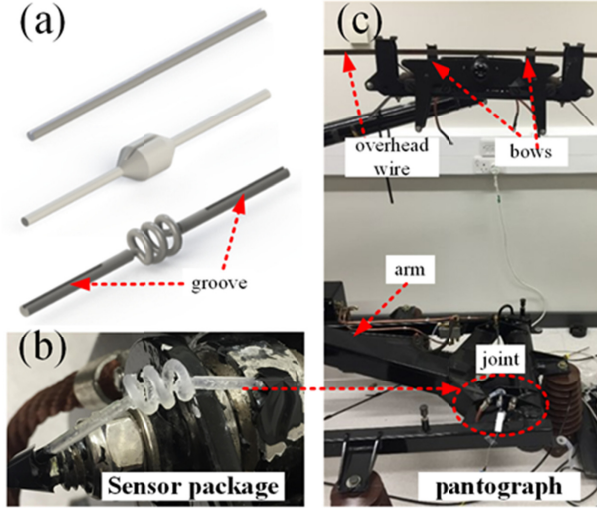 (a)
groove
(b)
Sensor package
(c)
overhead
wire
bows
arm
joint
pantograph